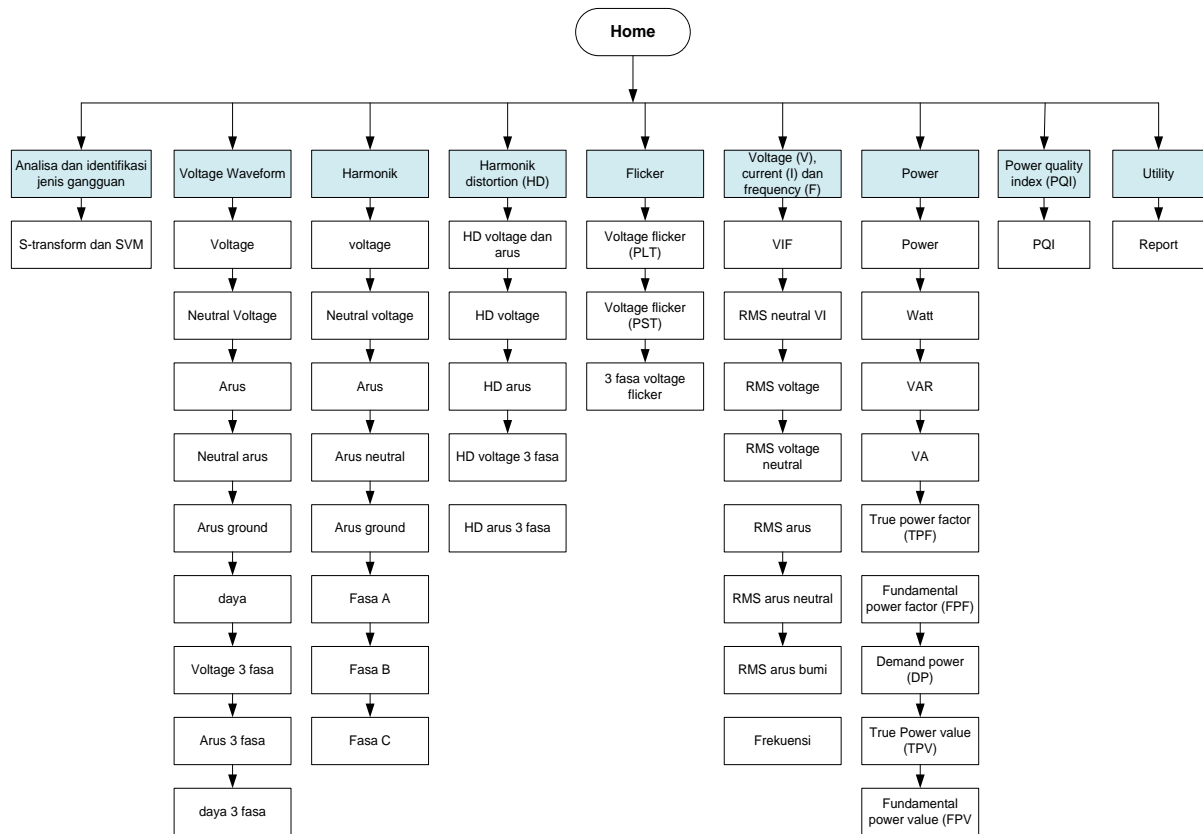 Home
Analisa dan identifikasi
jenis gangguan
Voltage Waveform
Harmonik
Harmonik
distortion (HD)
Flicker
Voltage (V),
current (I) dan
frequency (F)
Power
Power quality
index (PQI)
Utility
S-transform dan SVM
Voltage
voltage
HD voltage dan
arus
Voltage flicker
(PLT)
VIF
Power
PQI
Report
Neutral Voltage
Neutral voltage
HD voltage
Voltage flicker
(PST)
RMS neutral VI
Watt
Arus
Arus
HD arus
3 fasa voltage
flicker
RMS voltage
VAR
Neutral arus
Arus neutral
HD voltage 3 fasa
RMS voltage
neutral
VA
Arus ground
Arus ground
HD arus 3 fasa
RMS arus
True power factor
(TPF)
daya
Fasa A
RMS arus neutral
Fundamental
power factor (FPF)
Voltage 3 fasa
Fasa B
RMS arus bumi
Demand power
(DP)
Arus 3 fasa
Fasa C
Frekuensi
True Power value
(TPV)
daya 3 fasa
Fundamental
power value (FPV